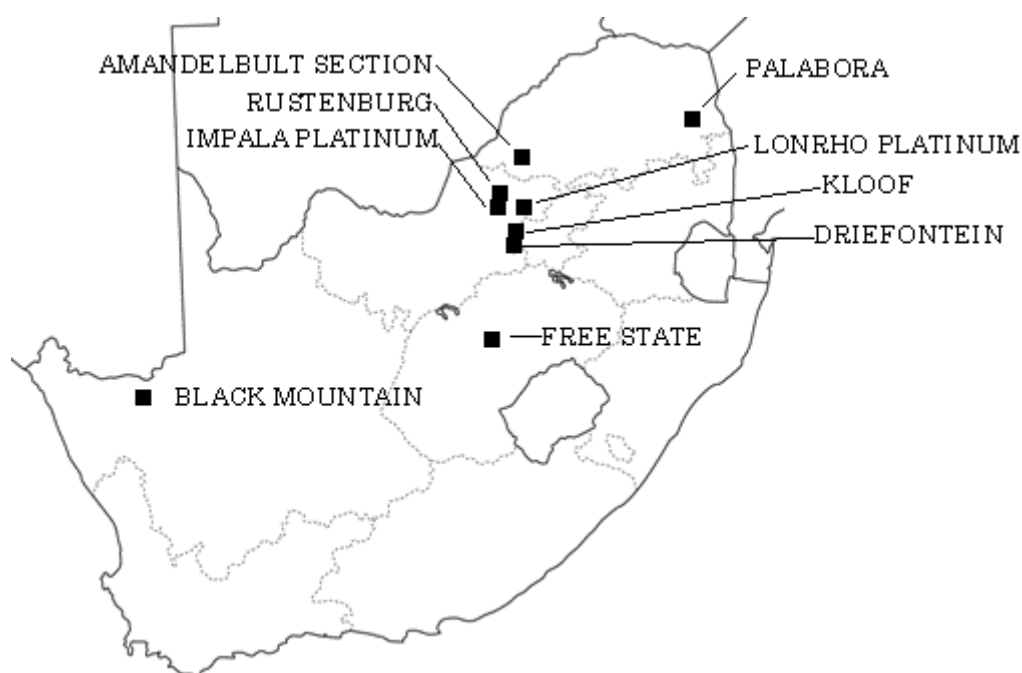 AMANDELBULT SECTION
PALABORA
RUSTENBURG
IMPALA PLATINUM
LONRHO PLATINUM
KLOOF
DRIEFONTEIN
FREE STATE
BLACK MOUNTAIN